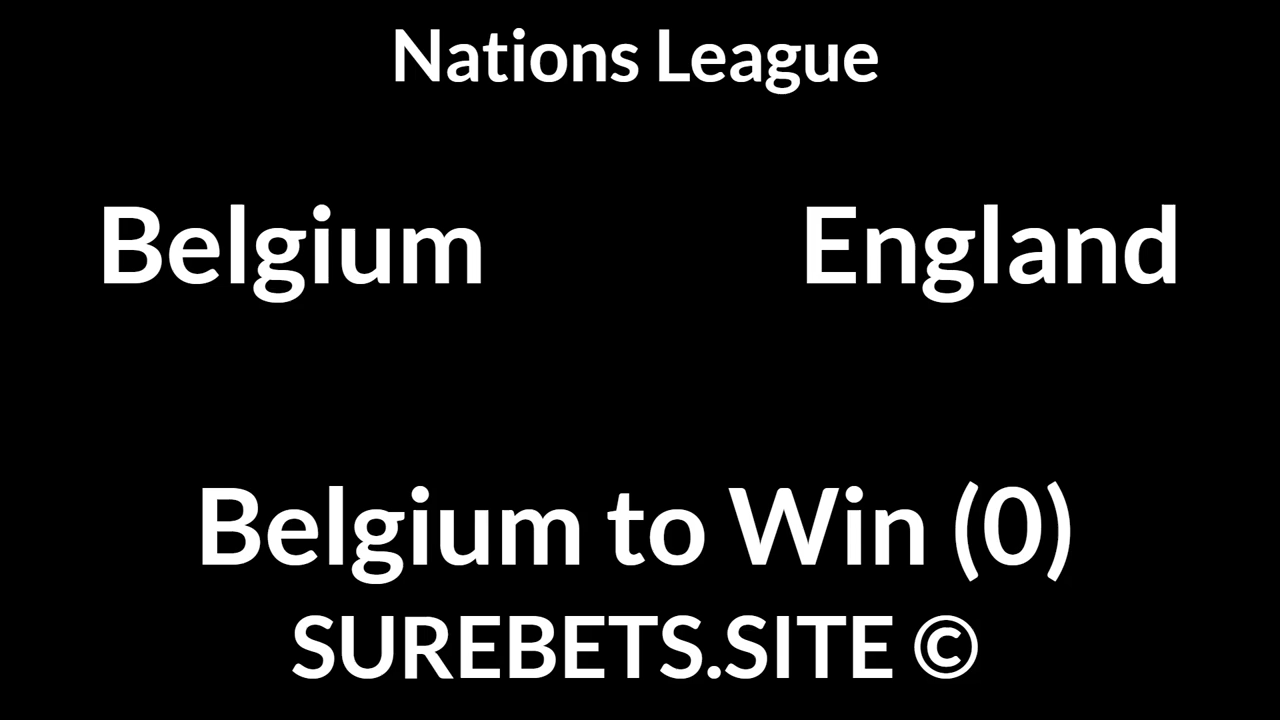 Nations League
Belgium England
Belgium to Win (0)
SUREBETS.SITE ©